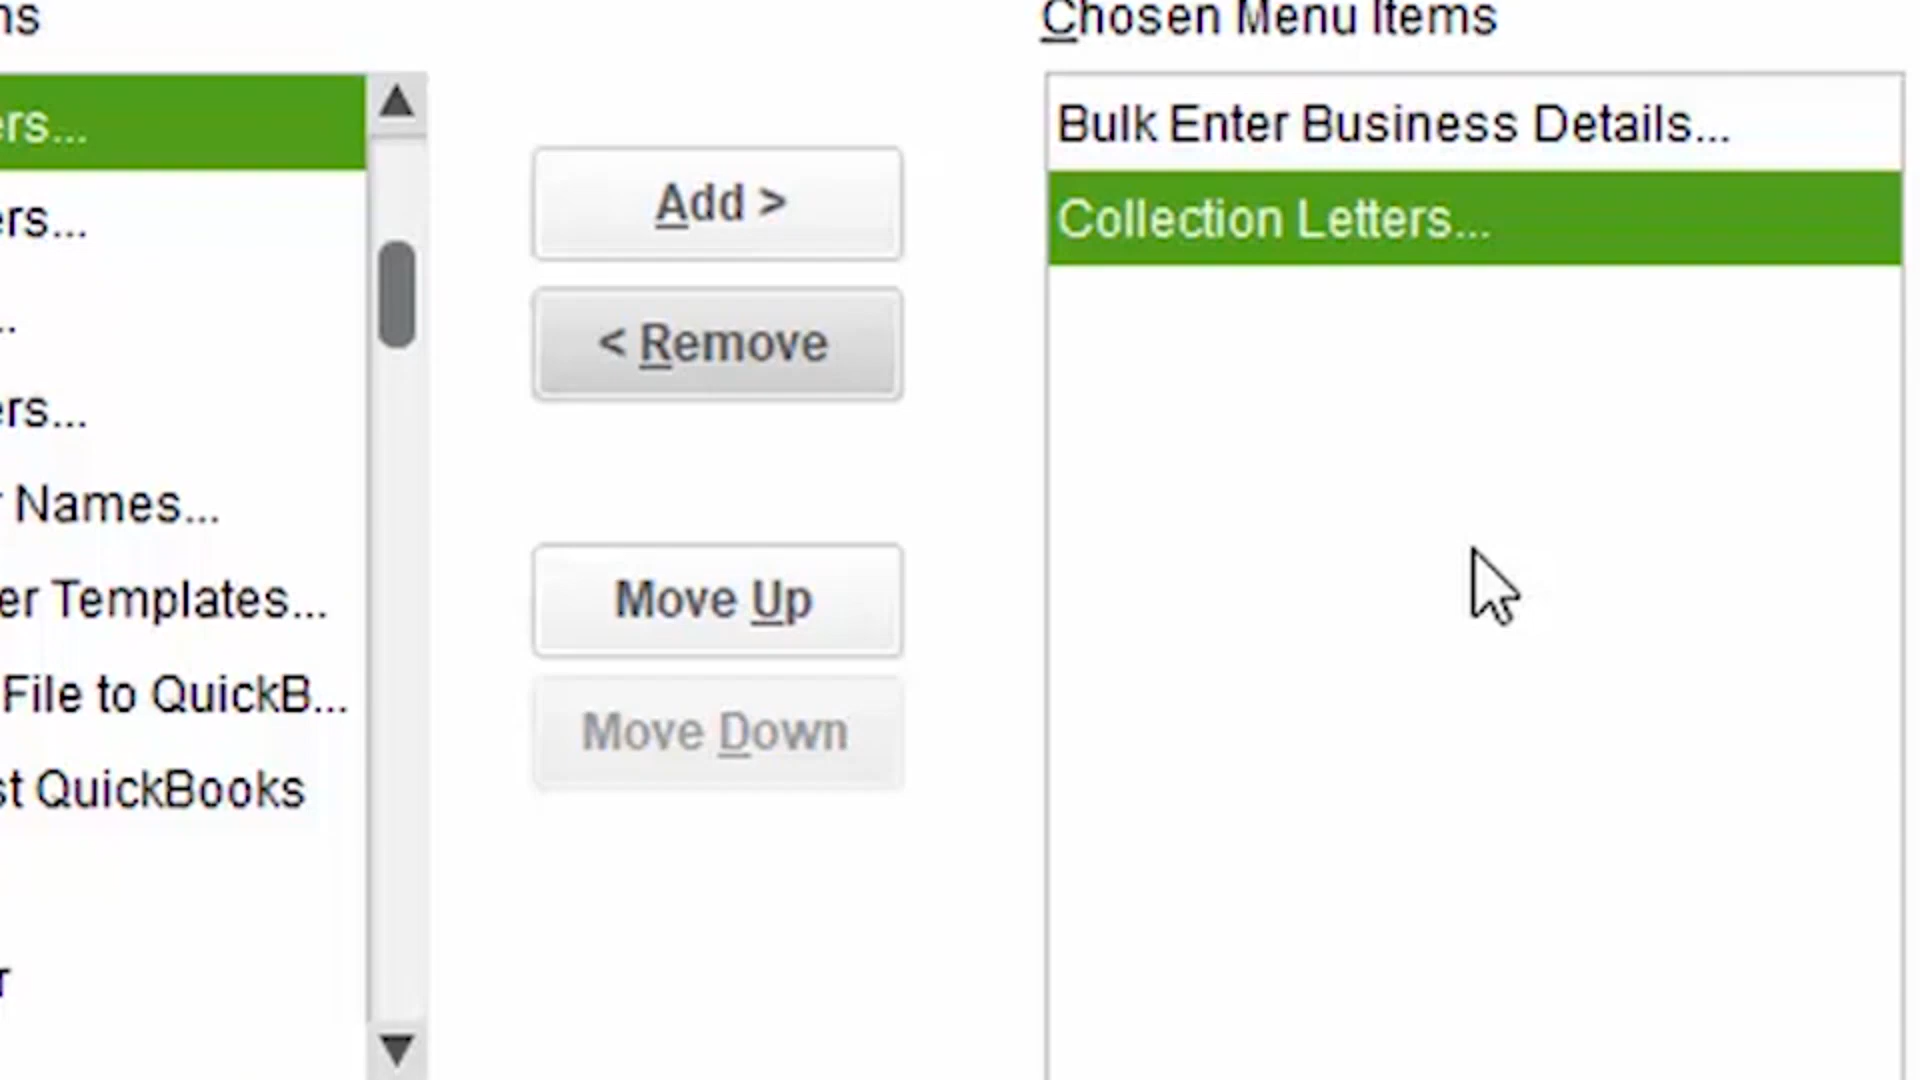 ns
ers...
ers...
..
ers...
r Names...
er Templates...
File to QuickB...
st QuickBooks
r
Add >
< Remove
Move Up
Move Down
Chosen Menu Items
Bulk Enter Business Details...
Collection Letters...